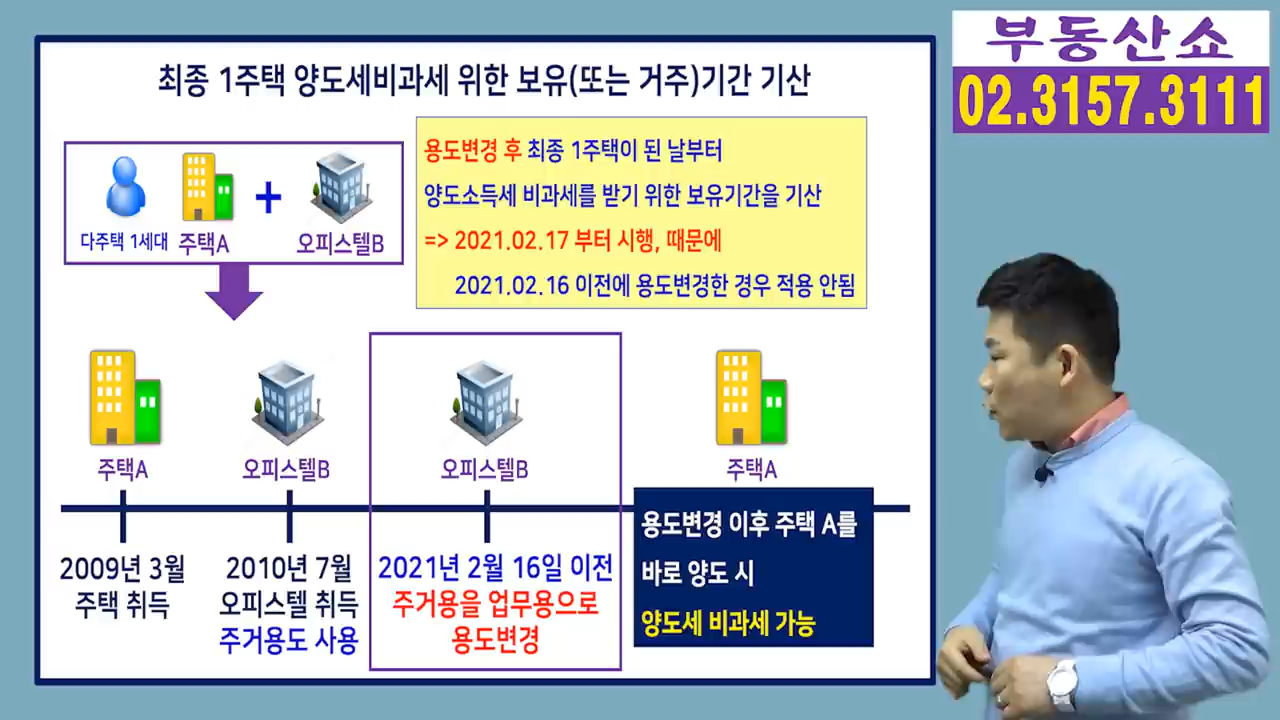 부동산쇼
02.3157.3111
최종 1주택 양도세비과세 위한 보유(또는 거주)기간 기산
다주택 1세대
주택A
+
오피스텔B
용도변경 후 최종 1주택이 된 날부터
양도소득세 비과세를 받기 위한 보유기간을 기산
=> 2021.02.17 부터 시행, 때문에
2021.02.16 이전에 용도변경한 경우 적용 안됨
주택A
오피스텔B
오피스텔B
주택A
2009년 3월
주택 취득
2010년 7월
오피스텔 취득
주거용도 사용
2021년 2월 16일 이전
주거용을 업무용으로
용도변경
용도변경 이후 주택 A를
바로 양도 시
양도세 비과세 가능